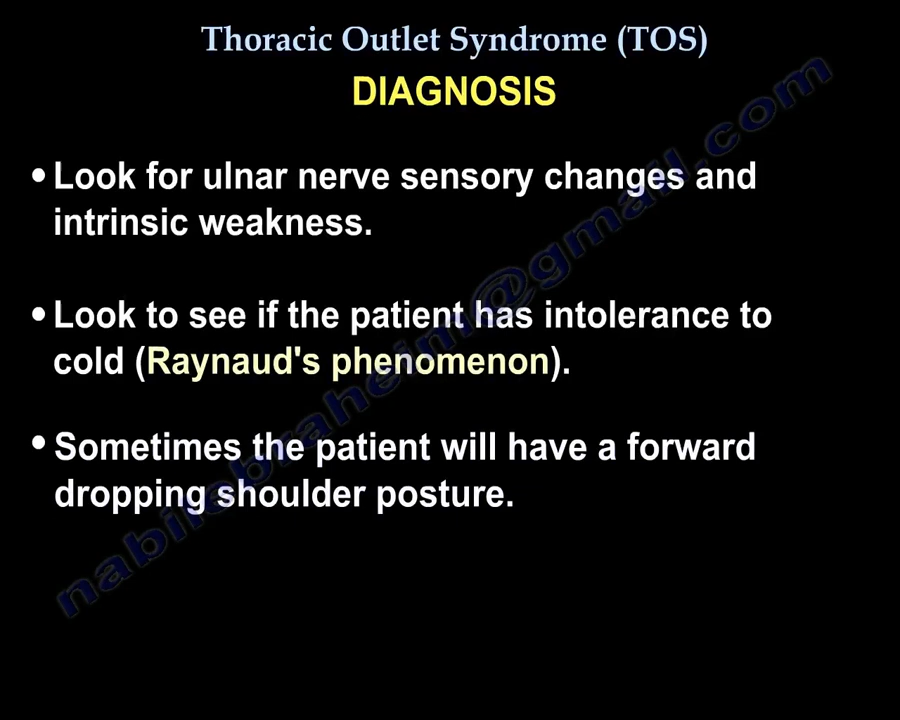 Thoracic Outlet Syndrome (TOS)
DIAGNOSIS
• Look for ulnar nerve sensory changes and
intrinsic weakness.
• Look to see if the patient has intolerance to
cold (Raynaud's phenomenon).
• Sometimes the patient will have a forward
dropping shoulder posture.
nabilebraheim@gmail.com